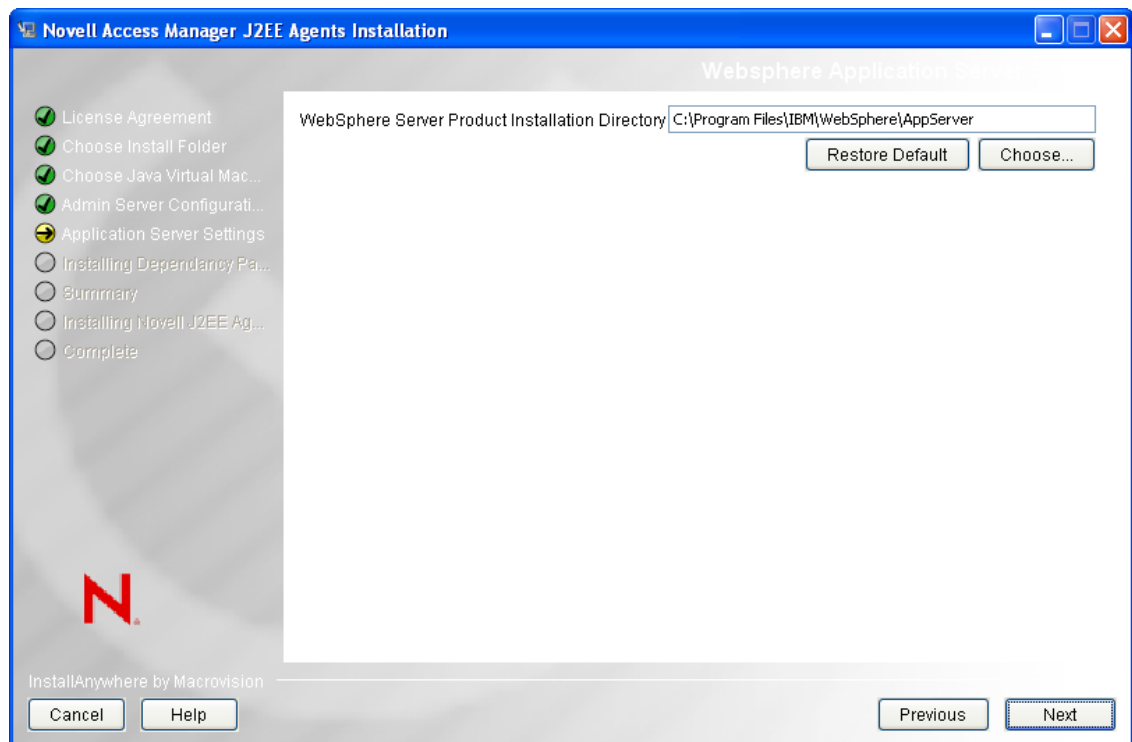 Novell Access Manager J2EE Agents Installation
Websphere Application
License Agreement
Choose Install Folder
Choose Java Virtual Mac...
Admin Server Configurati...
Application Server Settings
Installing Dependancy Pa...
Summary
Installing Novell J2EE Ag...
Complete
WebSphere Server Product Installation Directory C:\Program Files\IBM\WebSphere\AppServer
Restore Default Choose...
N
InstallAnywhere by Macrovision
Cancel Help Previous Next